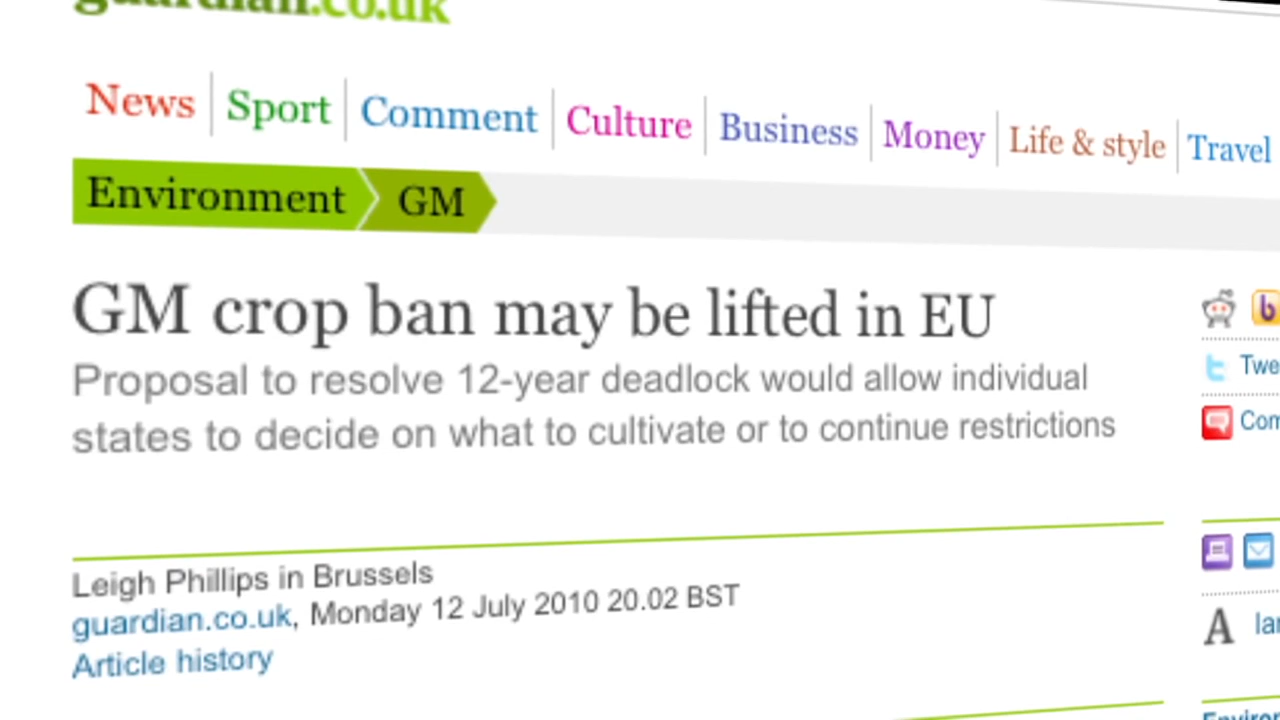 guardian.co.uk
News Sport Comment Culture Business Money Life & style Travel
Environment GM
GM crop ban may be lifted in EU
Proposal to resolve 12-year deadlock would allow individual
states to decide on what to cultivate or to continue restrictions
Twe
Com
Leigh Phillips in Brussels
guardian.co.uk, Monday 12 July 2010 20.02 BST
Article history
A lar